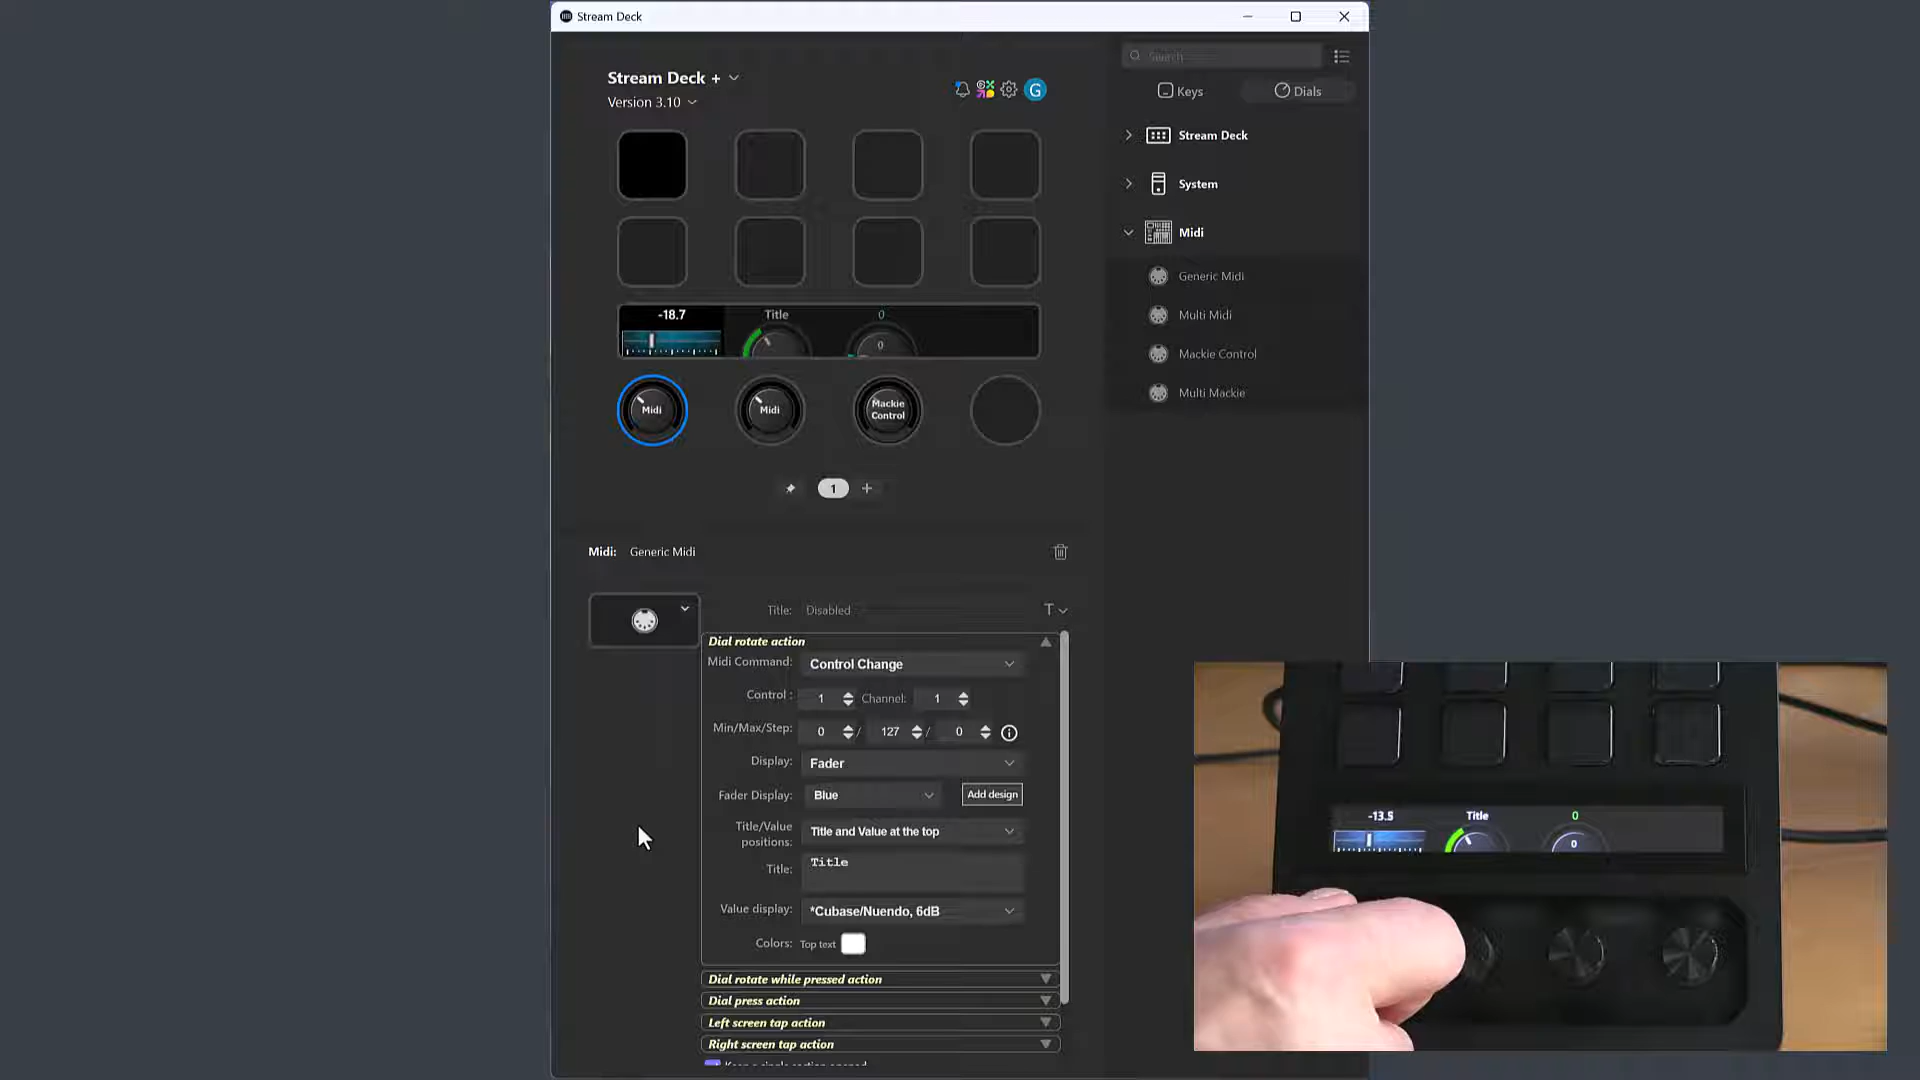 Stream Deck
Stream Deck +
Version 3.10
G
Search
Keys
Dials
Stream Deck
System
Midi
Generic Midi
Multi Midi
Mackie Control
Multi Mackie
-18.7
Title
0
0
Midi
Midi
Mackie
Control
1
+
Midi: Generic Midi
Title: Disabled
T
Dial rotate action
Midi Command: Control Change
Control : 1 Channel: 1
Min/Max/Step: 0 / 127 / 0
Display: Fader
Fader Display: Blue Add design
Title/Value
positions: Title and Value at the top
Title: Title
Value display: *Cubase/Nuendo, 6dB
Colors: Top text
Dial rotate while pressed action
Dial press action
Left screen tap action
Right screen tap action
Keep a single section opened
-13.5
Title
0
0